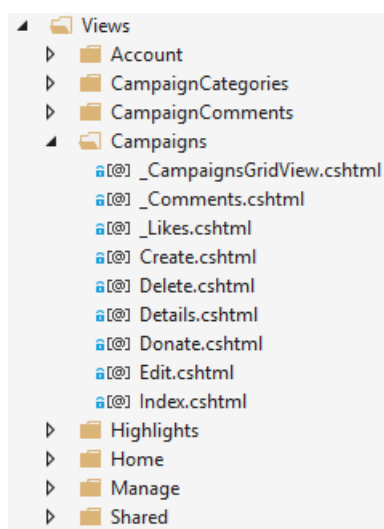 Views
Account
CampaignCategories
CampaignComments
Campaigns
[@] _CampaignsGridView.cshtml
[@] _Comments.cshtml
[@] _Likes.cshtml
[@] Create.cshtml
[@] Delete.cshtml
[@] Details.cshtml
[@] Donate.cshtml
[@] Edit.cshtml
[@] Index.cshtml
Highlights
Home
Manage
Shared